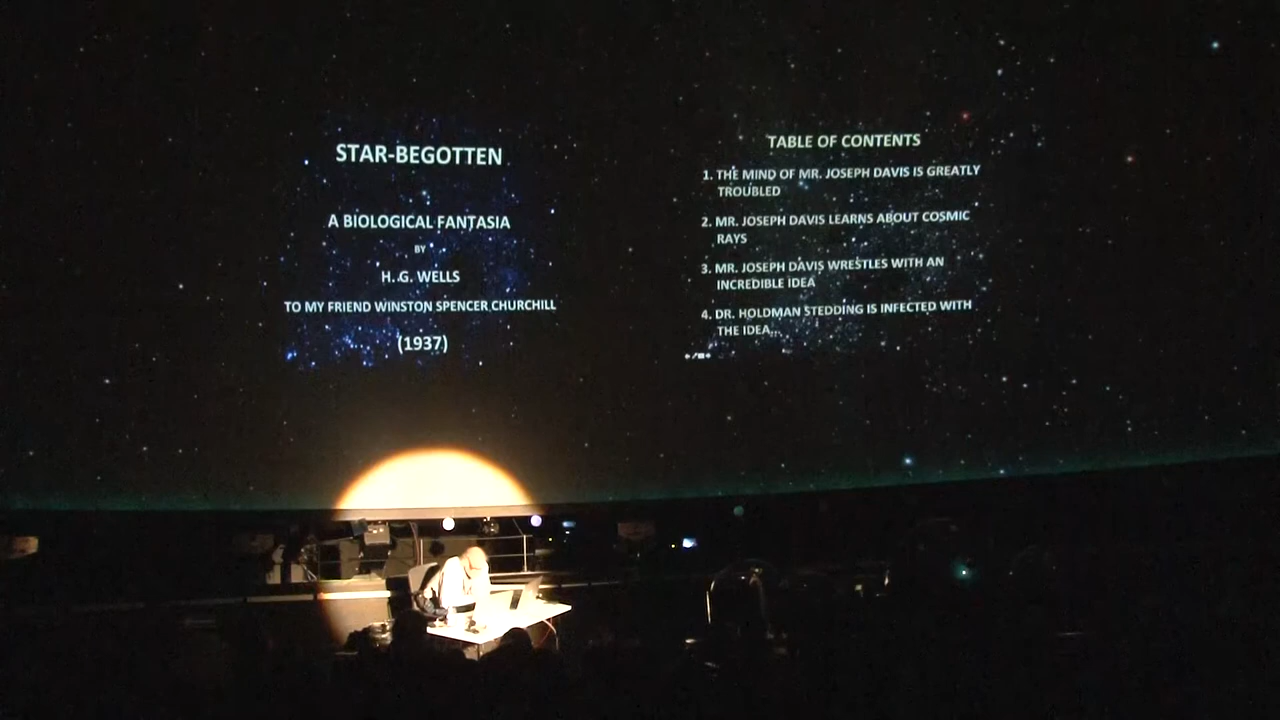 STAR-BEGOTTEN
A BIOLOGICAL FANTASIA
BY
H. G. WELLS
TO MY FRIEND WINSTON SPENCER CHURCHILL
(1937)
TABLE OF CONTENTS
1. THE MIND OF MR. JOSEPH DAVIS IS GREATLY
TROUBLED
2. MR. JOSEPH DAVIS LEARNS ABOUT COSMIC
RAYS
3. MR. JOSEPH DAVIS WRESTLES WITH AN
INCREDIBLE IDEA
4. DR. HOLDMAN STEDDING IS INFECTED WITH
THE IDEA...